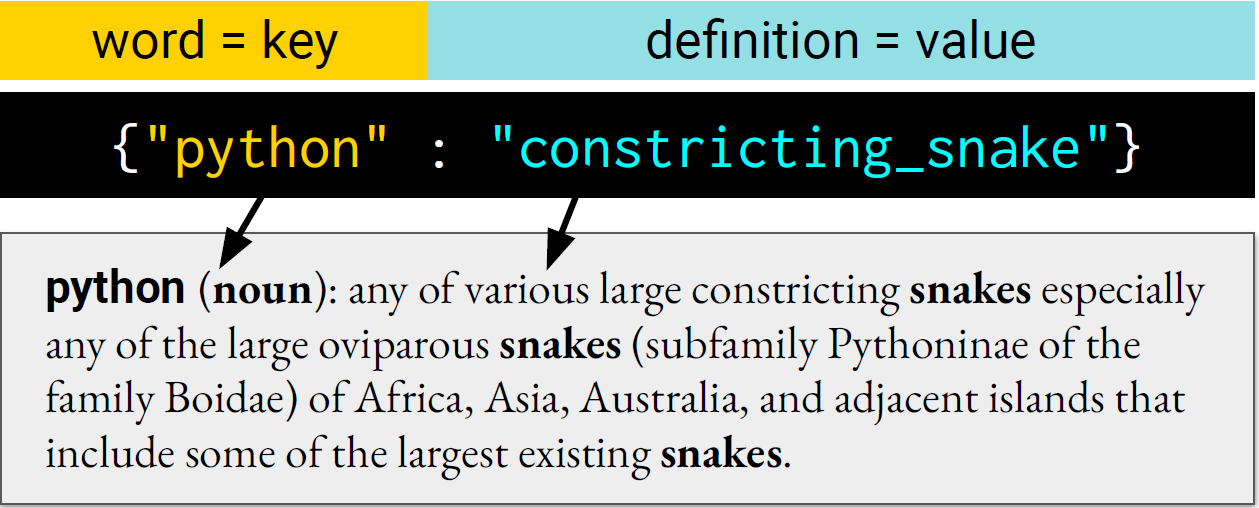 word = key
definition = value
{"python" : "constricting_snake"}
python (noun): any of various large constricting snakes especially
any of the large oviparous snakes (subfamily Pythoninae of the
family Boidae) of Africa, Asia, Australia, and adjacent islands that
include some of the largest existing snakes.